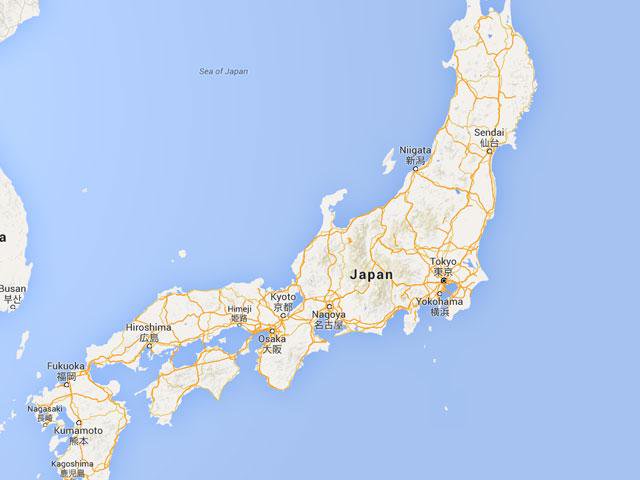 Sea of Japan
Sendai
仙台
Niigata
新潟
a
Japan
Tokyo
東京
Busan
부산
Yokohama
横浜
Kyoto
京都
Himeji
姫路
Nagoya
名古屋
Hiroshima
広島
Osaka
大阪
Fukuoka
福岡
Nagasaki
長崎
Kumamoto
熊本
Kagoshima
鹿児島